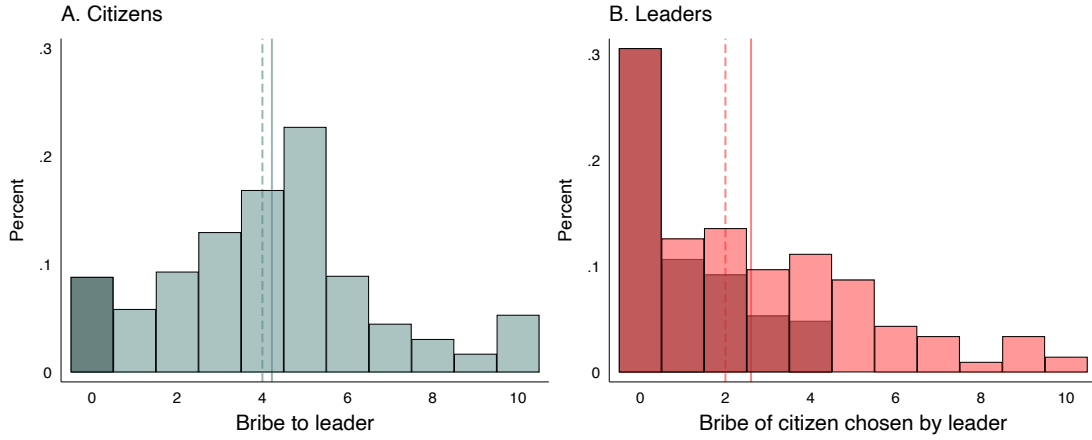 A. Citizens
Percent
.3
.2
.1
0
0 2 4 6 8 10
Bribe to leader
B. Leaders
Percent
.3
.2
.1
0
0 2 4 6 8 10
Bribe of citizen chosen by leader